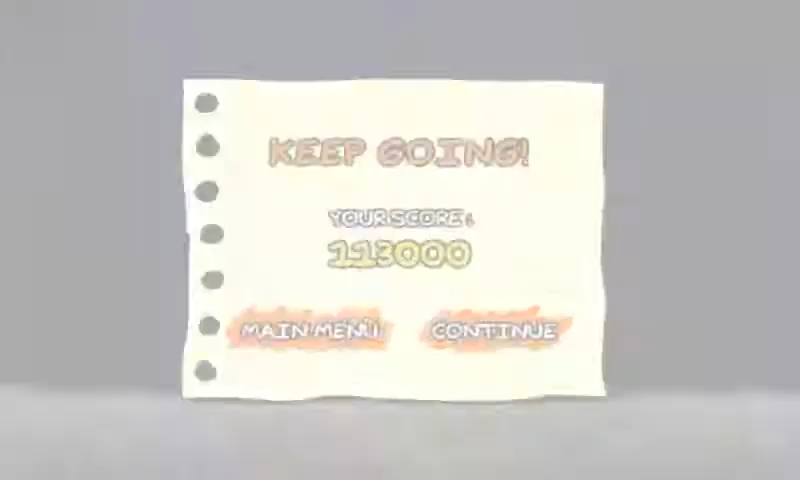 KEEP GOING!
YOUR SCORE:
113000
MAIN MENU
CONTINUE